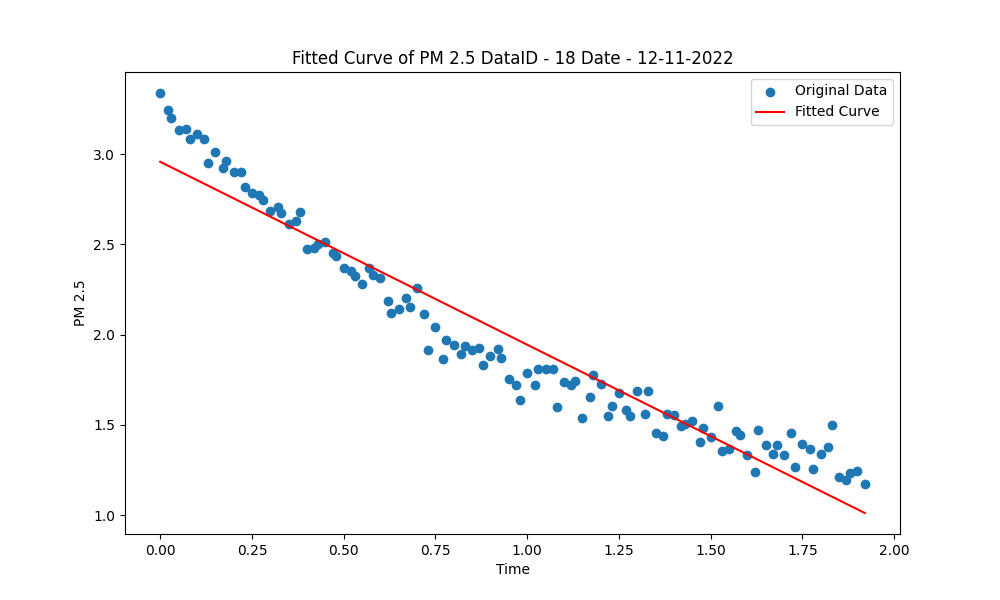 Fitted Curve of PM 2.5 DataID - 18 Date - 12-11-2022
Original Data
Fitted Curve
3.0
2.5
2.0
1.5
1.0
PM 2.5
0.00 0.25 0.50 0.75 1.00 1.25 1.50 1.75 2.00
Time